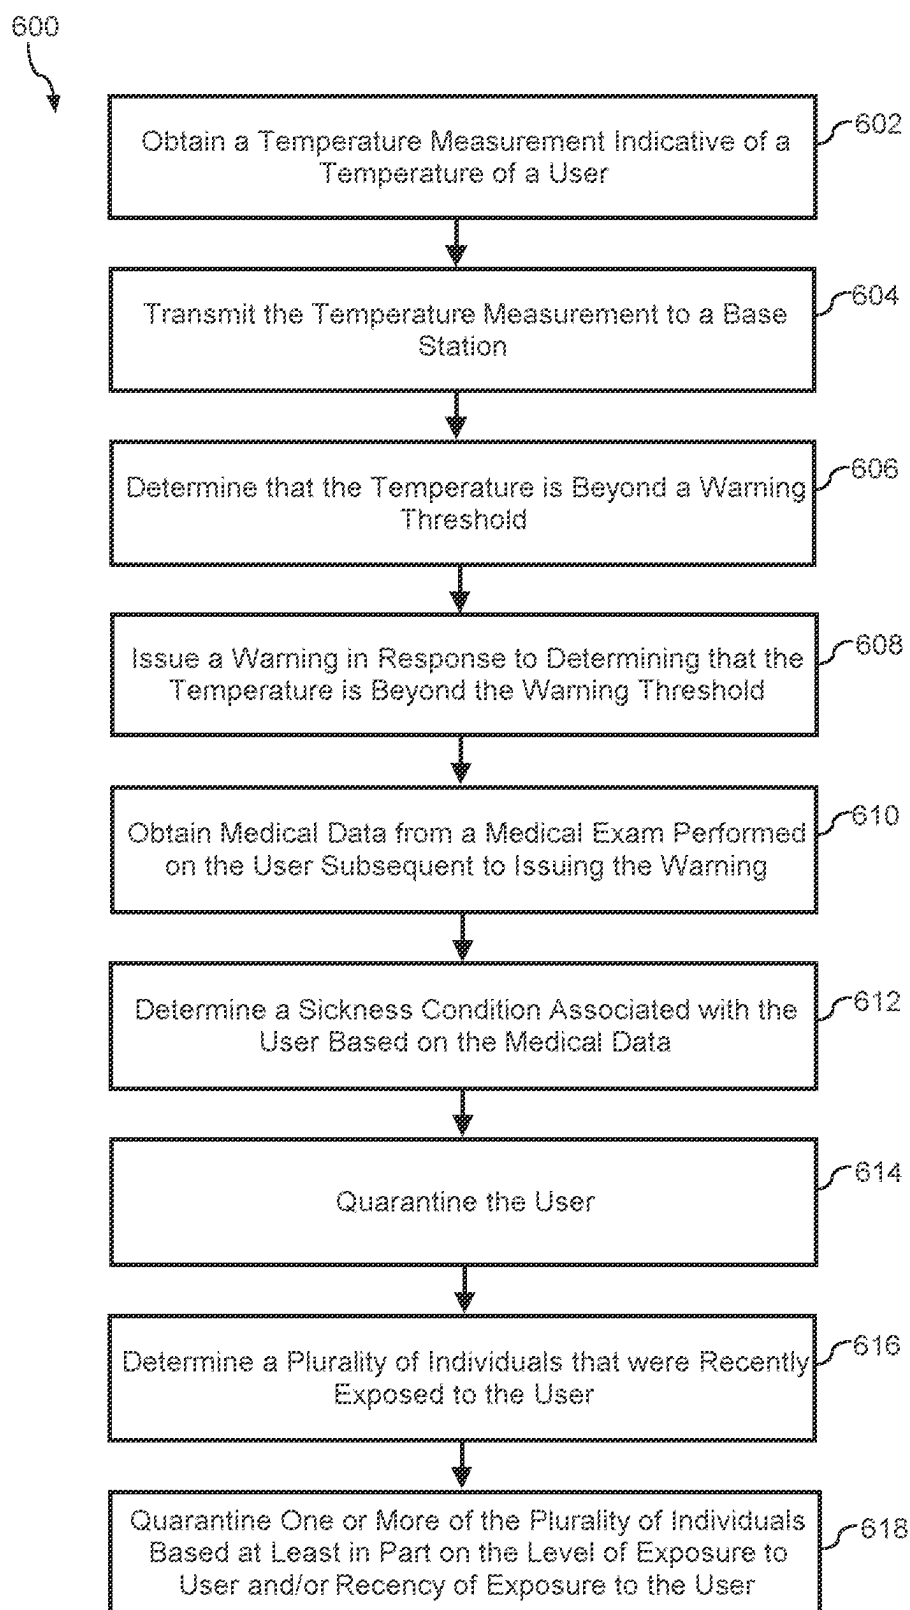 600
Obtain a Temperature Measurement Indicative of a
Temperature of a User
602
Transmit the Temperature Measurement to a Base
Station
604
Determine that the Temperature is Beyond a Warning
Threshold
606
Issue a Warning in Response to Determining that the
Temperature is Beyond the Warning Threshold
608
Obtain Medical Data from a Medical Exam Performed
on the User Subsequent to Issuing the Warning
610
Determine a Sickness Condition Associated with the
User Based on the Medical Data
612
Quarantine the User
614
Determine a Plurality of Individuals that were Recently
Exposed to the User
616
Quarantine One or More of the Plurality of Individuals
Based at Least in Part on the Level of Exposure to
User and/or Recency of Exposure to the User
618